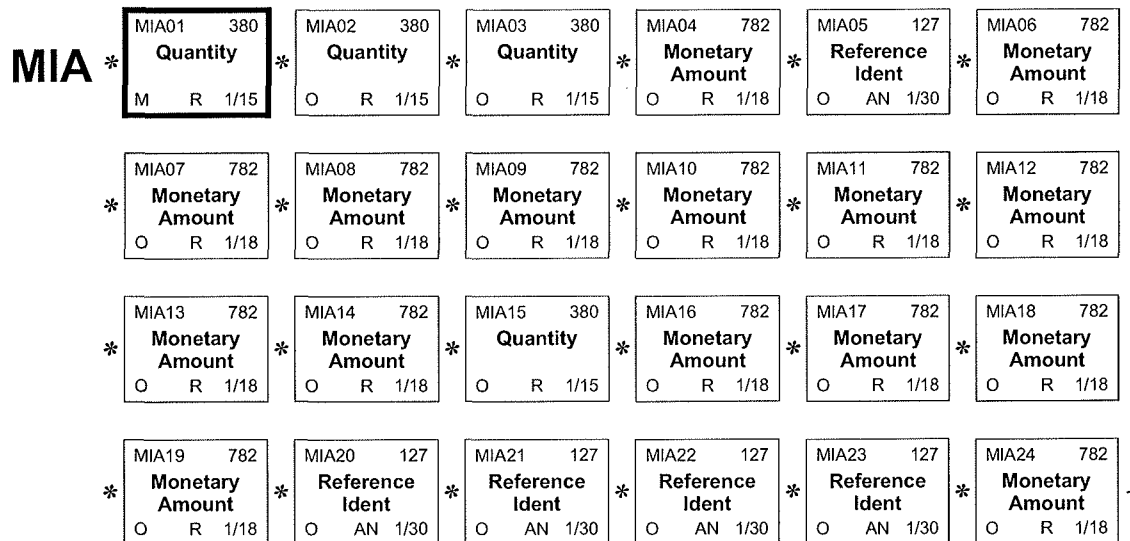 MIA01 380 MIA02 380 MIA03 380 MIA04 782 MIA05 127 MIA06 782
MIA * Quantity * Quantity * Quantity * Monetary Amount * Reference Ident * Monetary Amount
M R 1/15 O R 1/15 O R 1/15 O R 1/18 O AN 1/30 O R 1/18
MIA07 782 MIA08 782 MIA09 782 MIA10 782 MIA11 782 MIA12 782
* Monetary Amount * Monetary Amount * Monetary Amount * Monetary Amount * Monetary Amount * Monetary Amount
O R 1/18 O R 1/18 O R 1/18 O R 1/18 O R 1/18 O R 1/18
MIA13 782 MIA14 782 MIA15 380 MIA16 782 MIA17 782 MIA18 782
* Monetary Amount * Monetary Amount * Quantity * Monetary Amount * Monetary Amount * Monetary Amount
O R 1/18 O R 1/18 O R 1/15 O R 1/18 O R 1/18 O R 1/18
MIA19 782 MIA20 127 MIA21 127 MIA22 127 MIA23 127 MIA24 782
* Monetary Amount * Reference Ident * Reference Ident * Reference Ident * Reference Ident * Monetary Amount
O R 1/18 O AN 1/30 O AN 1/30 O AN 1/30 O AN 1/30 O R 1/18